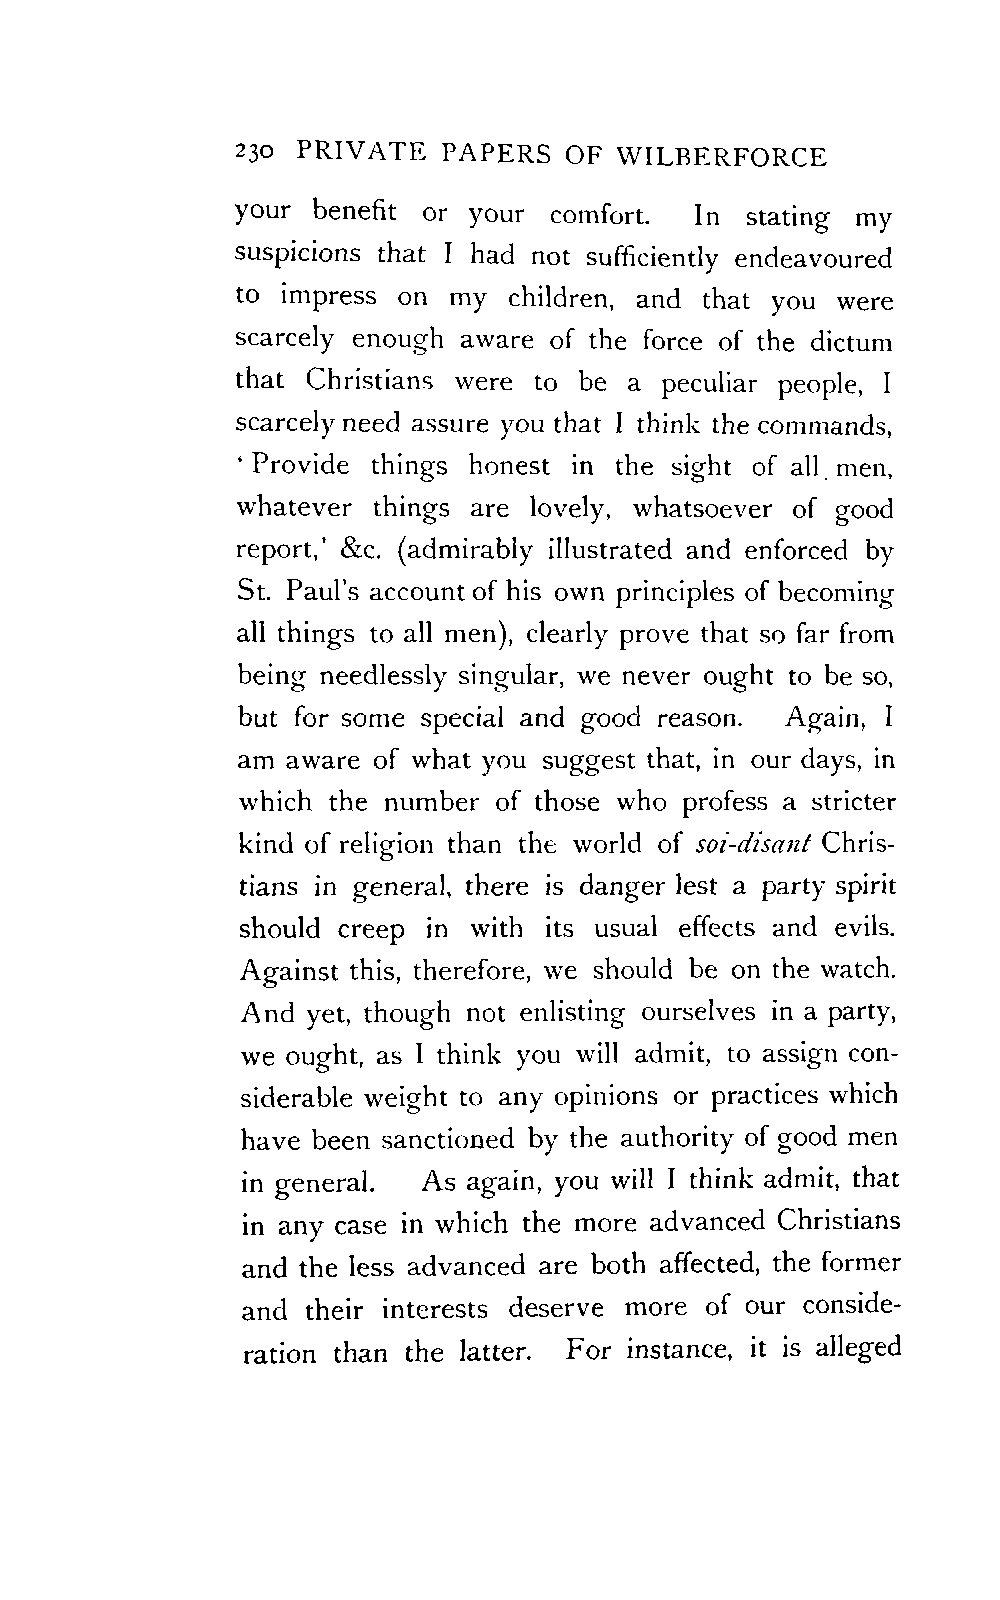 230 PRIVATE PAPERS OF WILBERFORCE
your benefit or your comfort. In stating my
suspicions that I had not sufficiently endeavoured
to impress on my children, and that you were
scarcely enough aware of the force of the dictum
that Christians were to be a peculiar people, I
scarcely need assure you that I think the commands,
‘Provide things honest in the sight of all men,
whatever things are lovely, whatsoever of good
report,’ &c. (admirably illustrated and enforced by
St. Paul’s account of his own principles of becoming
all things to all men), clearly prove that so far from
being needlessly singular, we never ought to be so,
but for some special and good reason. Again, I
am aware of what you suggest that, in our days, in
which the number of those who profess a stricter
kind of religion than the world of soi-disant Chris-
tians in general, there is danger lest a party spirit
should creep in with its usual effects and evils.
Against this, therefore, we should be on the watch.
And yet, though not enlisting ourselves in a party,
we ought, as I think you will admit, to assign con-
siderable weight to any opinions or practices which
have been sanctioned by the authority of good men
in general. As again, you will I think admit, that
in any case in which the more advanced Christians
and the less advanced are both affected, the former
and their interests deserve more of our conside-
ration than the latter. For instance, it is alleged